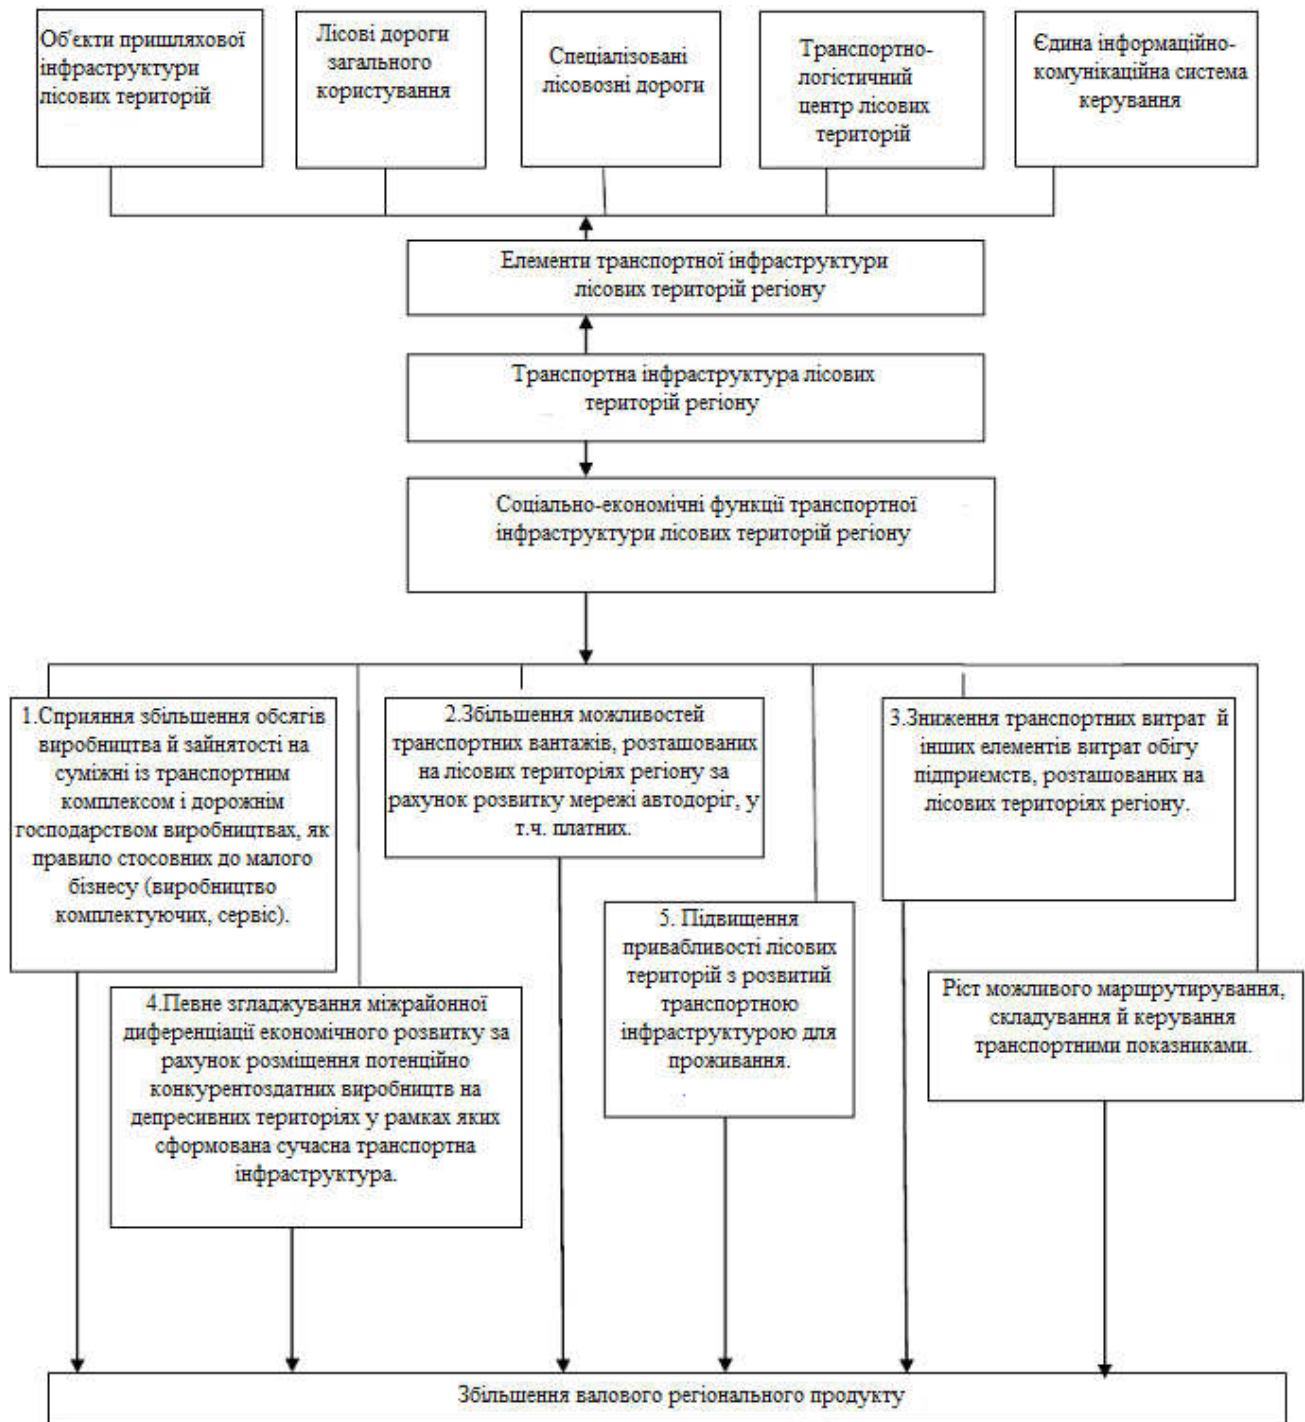 Об'єкти пришляхової
інфраструктури
лісових територій
Лісові дороги
загального
користування
Спеціалізовані
лісовозні дороги
Транспортно-
логістичний
центр лісових
територій
Єдина інформаційно-
комунікаційна система
керування
Елементи транспортної інфраструктури
лісових територій регіону
Транспортна інфраструктура лісових
територій регіону
Соціально-економічні функції транспортної
інфраструктури лісових територій регіону
1.Сприяння збільшення обсягів
виробництва й зайнятості на
суміжні із транспортним
комплексом і дорожнім
господарством виробництвах, як
правило стосовних до малого
бізнесу (виробництво
комплектуючих, сервіс).
2.Збільшення можливостей
транспортних вантажів, розташованих
на лісових територіях регіону за
рахунок розвитку мережі автодоріг, у
т.ч. платних.
3.Зниження транспортних витрат й
інших елементів витрат обігу
підприємств, розташованих на
лісових територіях регіону.
4.Певне згладжування міжрайонної
диференціації економічного розвитку за
рахунок розміщення потенційно
конкурентоздатних виробництв на
депресивних територіях у рамках яких
сформована сучасна транспортна
інфраструктура.
5. Підвищення
привабливості лісових
територій з розвитий
транспортною
інфраструктурою для
проживання.
Ріст можливого маршрутирування,
складування й керування
транспортними показниками.
Збільшення валового регіонального продукту